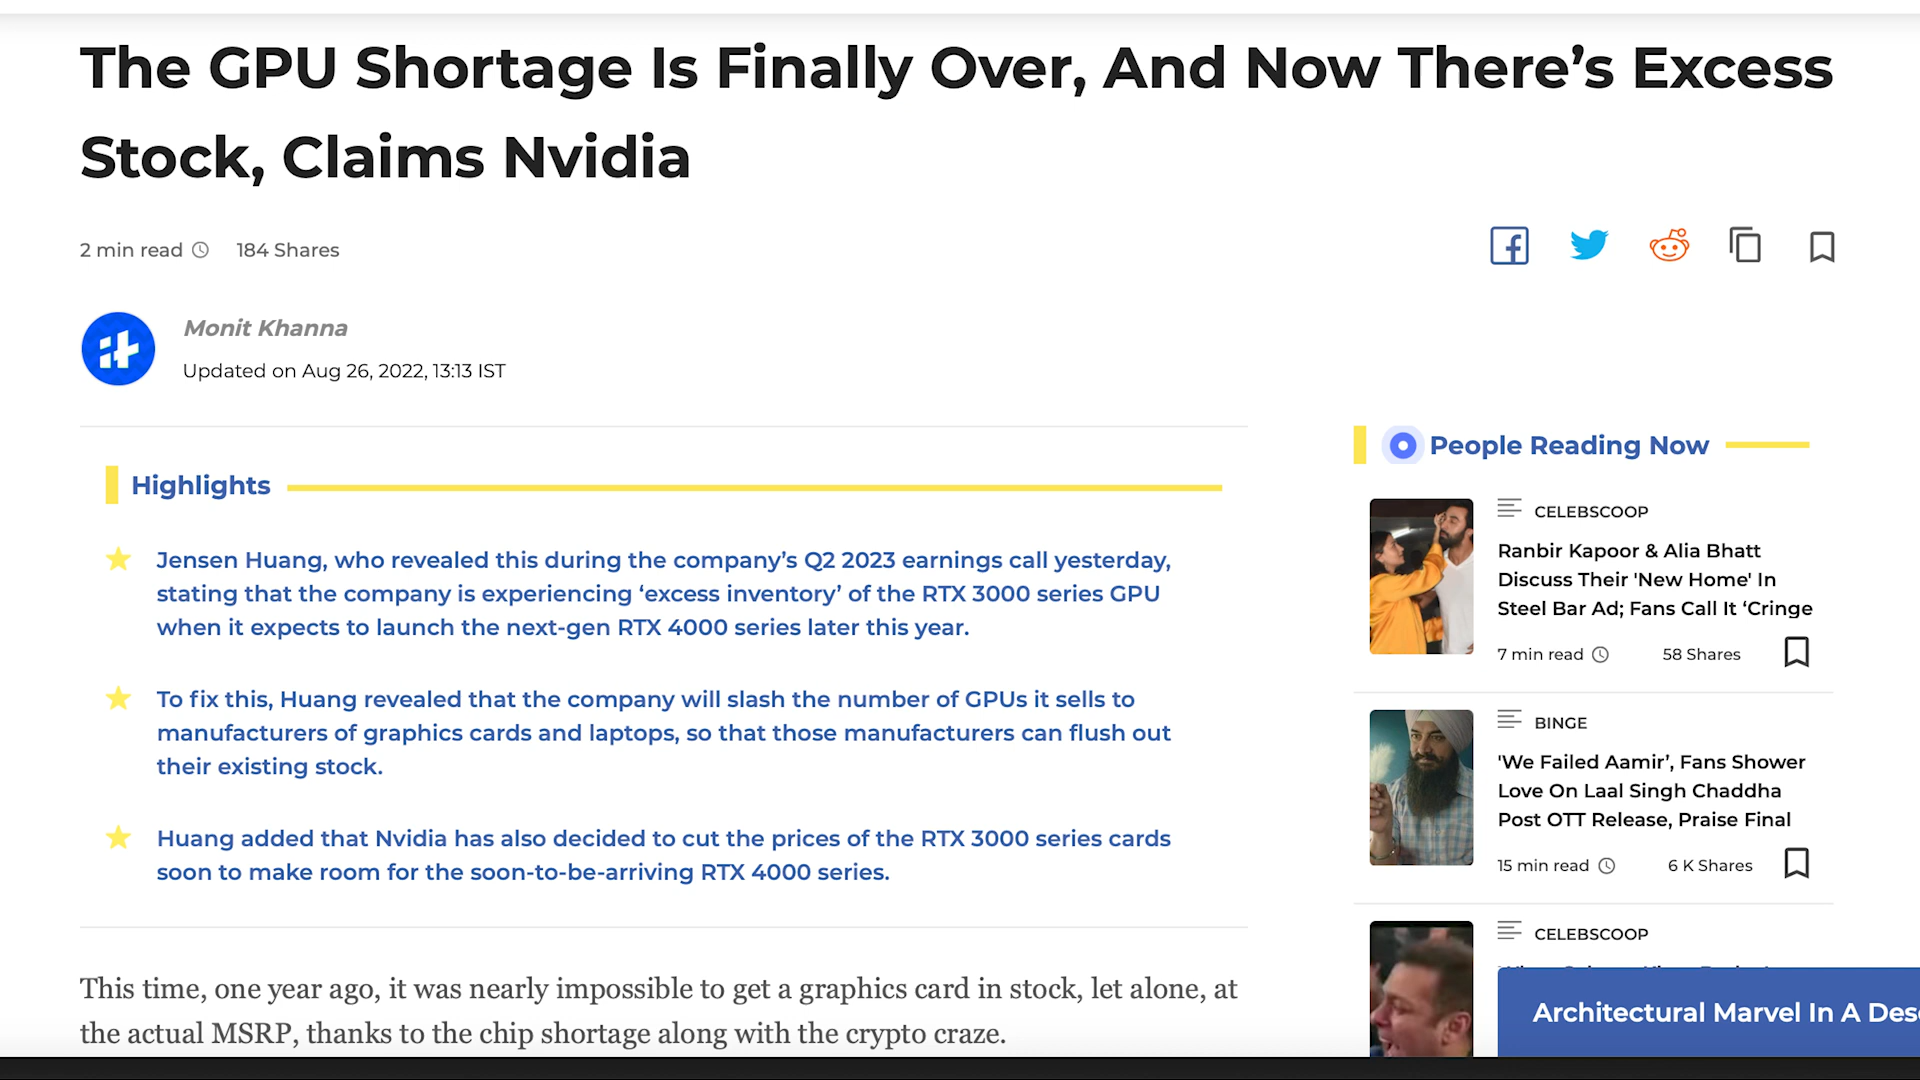 The GPU Shortage Is Finally Over, And Now There’s Excess
Stock, Claims Nvidia
2 min read
184 Shares
Monit Khanna
Updated on Aug 26, 2022, 13:13 IST
Highlights
Jensen Huang, who revealed this during the company’s Q2 2023 earnings call yesterday,
stating that the company is experiencing ‘excess inventory’ of the RTX 3000 series GPU
when it expects to launch the next-gen RTX 4000 series later this year.
To fix this, Huang revealed that the company will slash the number of GPUs it sells to
manufacturers of graphics cards and laptops, so that those manufacturers can flush out
their existing stock.
Huang added that Nvidia has also decided to cut the prices of the RTX 3000 series cards
soon to make room for the soon-to-be-arriving RTX 4000 series.
This time, one year ago, it was nearly impossible to get a graphics card in stock, let alone, at
the actual MSRP, thanks to the chip shortage along with the crypto craze.
People Reading Now
CELEBSCOOP
Ranbir Kapoor & Alia Bhatt
Discuss Their 'New Home' In
Steel Bar Ad; Fans Call It ‘Cringe
7 min read
58 Shares
BINGE
'We Failed Aamir’, Fans Shower
Love On Laal Singh Chaddha
Post OTT Release, Praise Final
15 min read
6 K Shares
CELEBSCOOP
Architectural Marvel In A Des